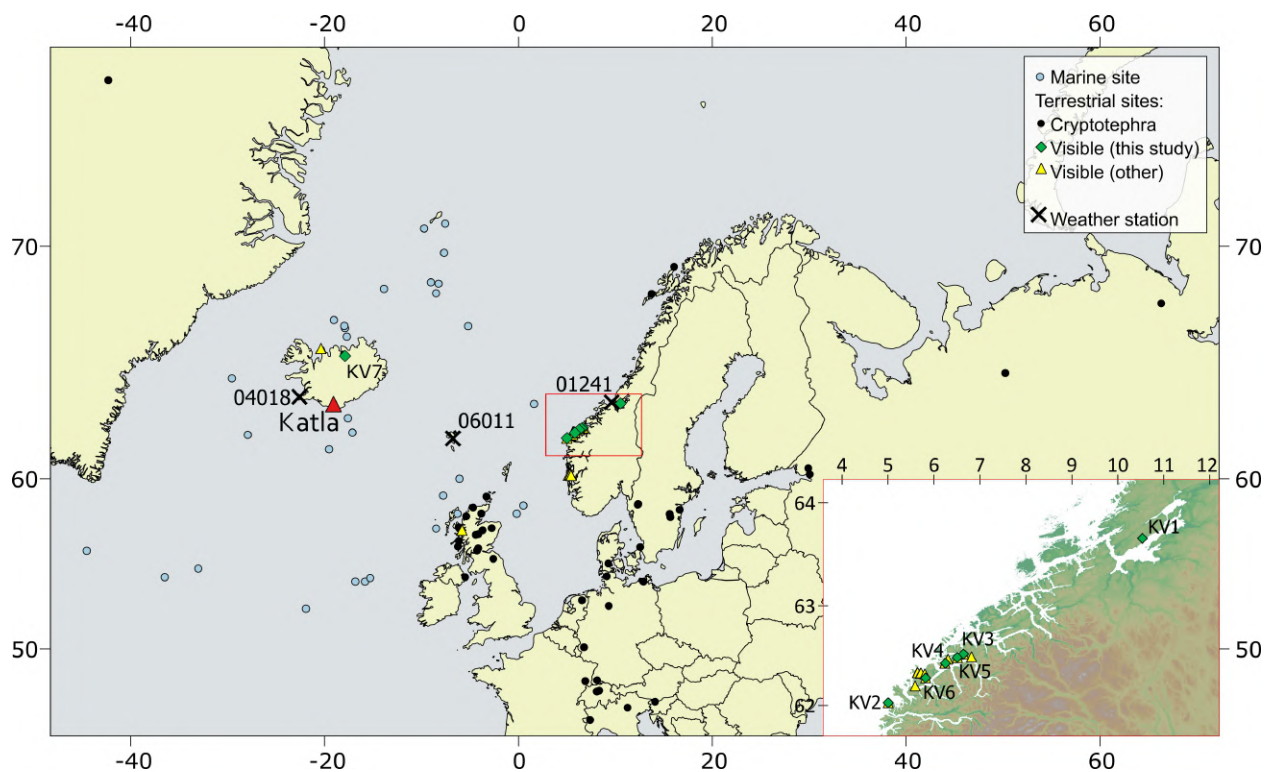 -40 -20 0 20 40 60
Marine site
Terrestrial sites:
Cryptotephra
Visible (this study)
Visible (other)
Weather station
70 70
KV7
04018
Katla
01241
06011
60 60
4 5 6 7 8 9 10 11 12
64
KV1
63
KV4 KV3
KV5
KV6
KV2
62
50 50
-40 -20 0 20 40 60